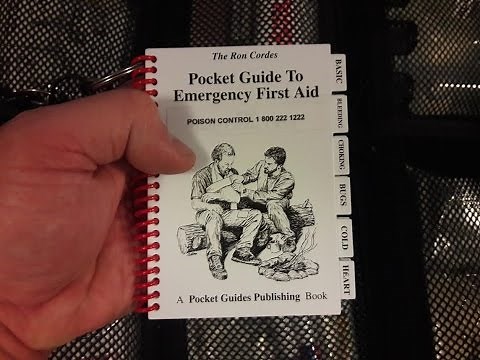 The Ron Cordes
Pocket Guide To
Emergency First Aid
POISON CONTROL 1 800 222 1222
A Pocket Guides Publishing Book
BASIC
BLEEDING
CHOKING
BUGS
COLD
HEART